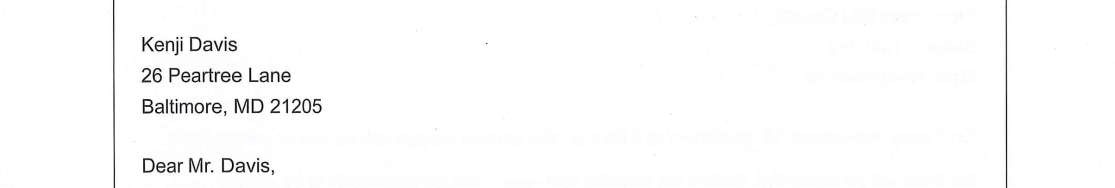 Kenji Davis
26 Peartree Lane
Baltimore, MD 21205
Dear Mr. Davis,